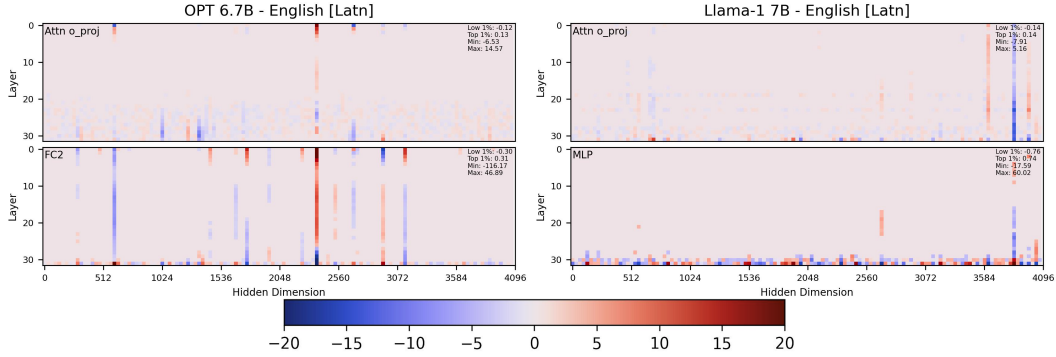 OPT 6.7B - English [Latn]
Llama-1 7B - English [Latn]
Attn o_proj
Low 1%: -0.12
Top 1%: 0.13
Min: -6.53
Max: 14.57
Layer
0
10
20
30
FC2
Low 1%: -0.30
Top 1%: 0.31
Min: -116.17
Max: 46.89
Layer
0
10
20
30
0 512 1024 1536 2048 2560 3072 3584 4096
Hidden Dimension
Attn o_proj
Low 1%: -0.14
Top 1%: 0.14
Min: -7.91
Max: 5.16
Layer
0
10
20
30
MLP
Low 1%: -0.76
Top 1%: 0.74
Min: -17.59
Max: 60.02
Layer
0
10
20
30
0 512 1024 1536 2048 2560 3072 3584 4096
Hidden Dimension
−20 −15 −10 −5 0 5 10 15 20